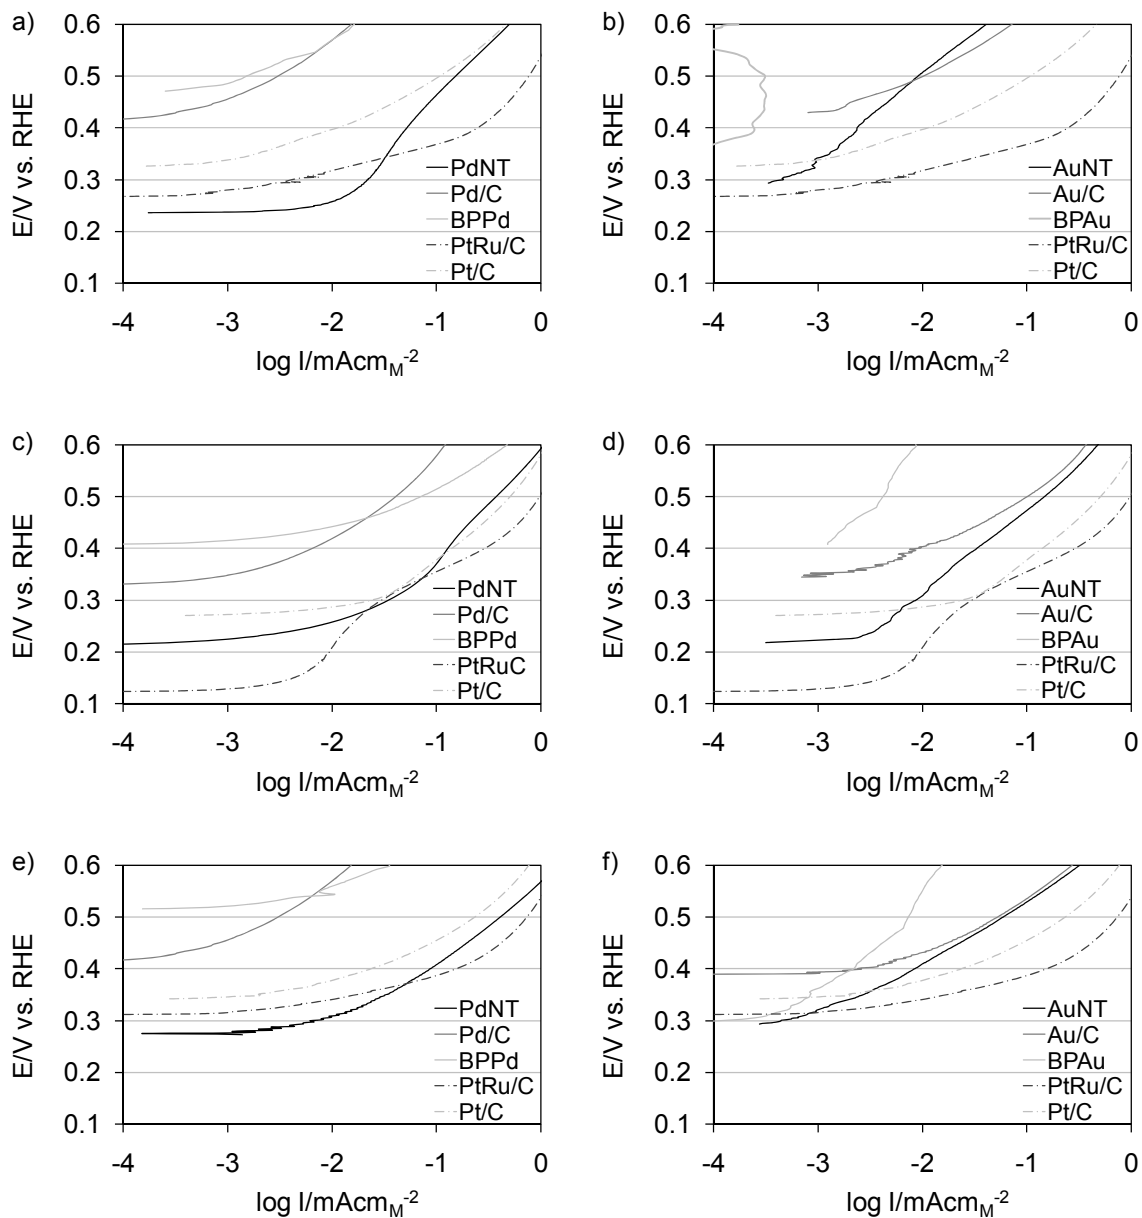 a)
0.6
0.5
0.4
0.3
0.2
0.1
E/V vs. RHE
PdNT
Pd/C
BPPd
PtRu/C
Pt/C
-4 -3 -2 -1 0
log I/mAcm_M^-2
b)
0.6
0.5
0.4
0.3
0.2
0.1
E/V vs. RHE
AuNT
Au/C
BPAu
PtRu/C
Pt/C
-4 -3 -2 -1 0
log I/mAcm_M^-2
c)
0.6
0.5
0.4
0.3
0.2
0.1
E/V vs. RHE
PdNT
Pd/C
BPPd
PtRuC
Pt/C
-4 -3 -2 -1 0
log I/mAcm_M^-2
d)
0.6
0.5
0.4
0.3
0.2
0.1
E/V vs. RHE
AuNT
Au/C
BPAu
PtRu/C
Pt/C
-4 -3 -2 -1 0
log I/mAcm_M^-2
e)
0.6
0.5
0.4
0.3
0.2
0.1
E/V vs. RHE
PdNT
Pd/C
BPPd
PtRu/C
Pt/C
-4 -3 -2 -1 0
log I/mAcm_M^-2
f)
0.6
0.5
0.4
0.3
0.2
0.1
E/V vs. RHE
AuNT
Au/C
BPAu
PtRu/C
Pt/C
-4 -3 -2 -1 0
log I/mAcm_M^-2